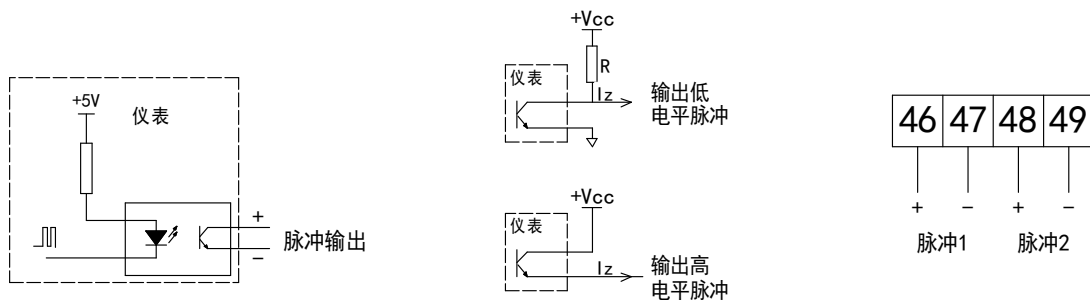 +5V
仪表
+
脉冲输出
−
+Vcc
R
仪表
Iz
输出低
电平脉冲
+Vcc
仪表
Iz
输出高
电平脉冲
46 47 48 49
+ − + −
脉冲1 脉冲2